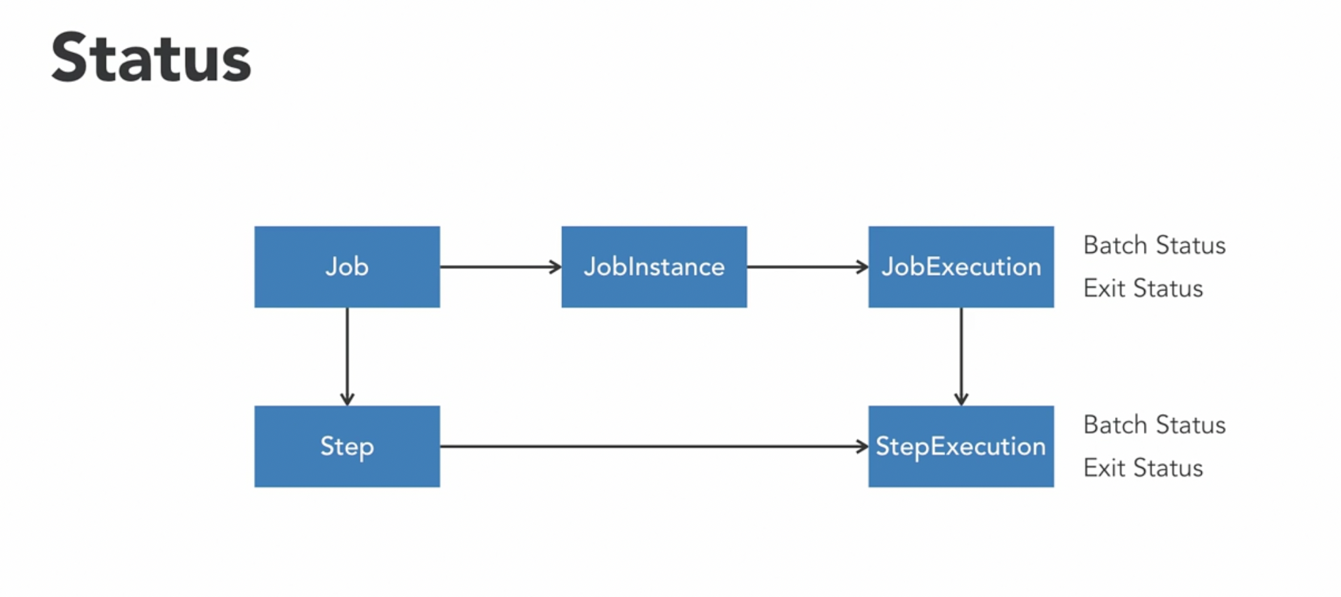 Status
Job
JobInstance
JobExecution
Batch Status
Exit Status
Step
StepExecution
Batch Status
Exit Status